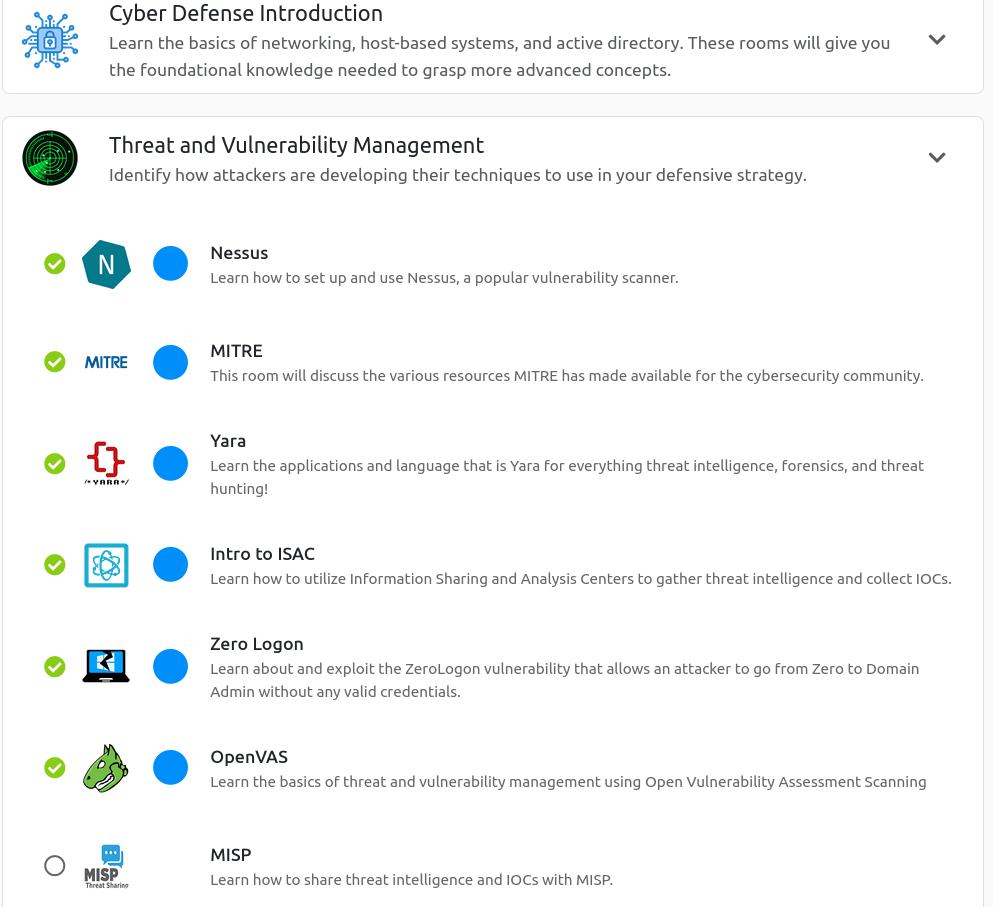 Cyber Defense Introduction
Learn the basics of networking, host-based systems, and active directory. These rooms will give you
the foundational knowledge needed to grasp more advanced concepts.
Threat and Vulnerability Management
Identify how attackers are developing their techniques to use in your defensive strategy.
N
Nessus
Learn how to set up and use Nessus, a popular vulnerability scanner.
MITRE
MITRE
This room will discuss the various resources MITRE has made available for the cybersecurity community.
Yara
Learn the applications and language that is Yara for everything threat intelligence, forensics, and threat
hunting!
/* YARA */
Intro to ISAC
Learn how to utilize Information Sharing and Analysis Centers to gather threat intelligence and collect IOCs.
Zero Logon
Learn about and exploit the ZeroLogon vulnerability that allows an attacker to go from Zero to Domain
Admin without any valid credentials.
OpenVAS
Learn the basics of threat and vulnerability management using Open Vulnerability Assessment Scanning
MISP
Threat Sharing
MISP
Learn how to share threat intelligence and IOCs with MISP.